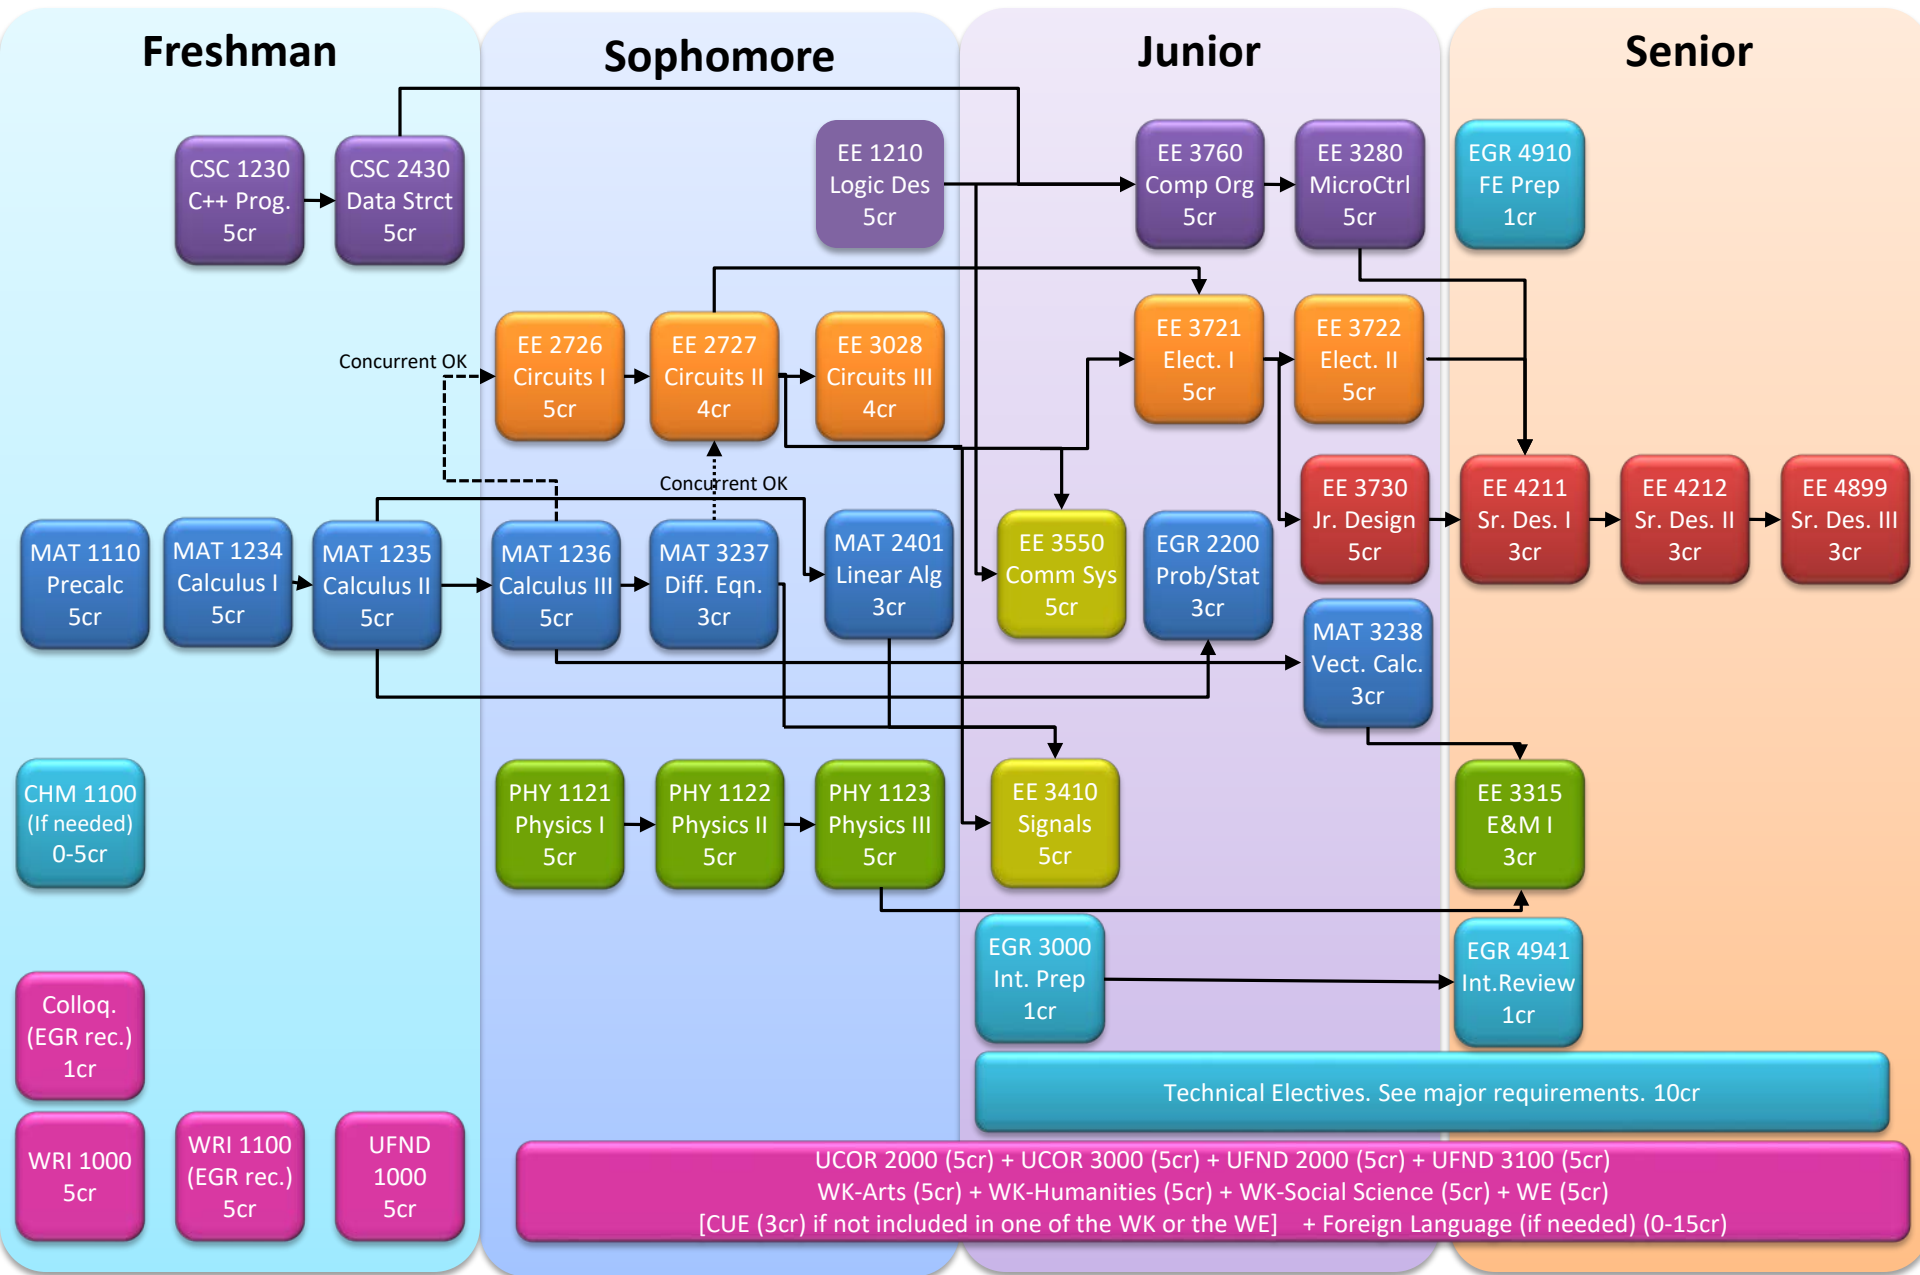 Freshman
Sophomore
Junior
Senior
CSC 1230
C++ Prog.
5cr
CSC 2430
Data Strct
5cr
EE 1210
Logic Des
5cr
EE 3760
Comp Org
5cr
EE 3280
MicroCtrl
5cr
EGR 4910
FE Prep
1cr
Concurrent OK
EE 2726
Circuits I
5cr
EE 2727
Circuits II
4cr
EE 3028
Circuits III
4cr
EE 3721
Elect. I
5cr
EE 3722
Elect. II
5cr
Concurrent OK
EE 3730
Jr. Design
5cr
EE 4211
Sr. Des. I
3cr
EE 4212
Sr. Des. II
3cr
EE 4899
Sr. Des. III
3cr
MAT 1110
Precalc
5cr
MAT 1234
Calculus I
5cr
MAT 1235
Calculus II
5cr
MAT 1236
Calculus III
5cr
MAT 3237
Diff. Eqn.
3cr
MAT 2401
Linear Alg
3cr
EE 3550
Comm Sys
5cr
EGR 2200
Prob/Stat
3cr
MAT 3238
Vect. Calc.
3cr
CHM 1100
(If needed)
0-5cr
PHY 1121
Physics I
5cr
PHY 1122
Physics II
5cr
PHY 1123
Physics III
5cr
EE 3410
Signals
5cr
EE 3315
E&M I
3cr
EGR 3000
Int. Prep
1cr
EGR 4941
Int.Review
1cr
Colloq.
(EGR rec.)
1cr
Technical Electives. See major requirements. 10cr
WRI 1000
5cr
WRI 1100
(EGR rec.)
5cr
UFND
1000
5cr
UCOR 2000 (5cr) + UCOR 3000 (5cr) + UFND 2000 (5cr) + UFND 3100 (5cr)
WK-Arts (5cr) + WK-Humanities (5cr) + WK-Social Science (5cr) + WE (5cr)
[CUE (3cr) if not included in one of the WK or the WE] + Foreign Language (if needed) (0-15cr)